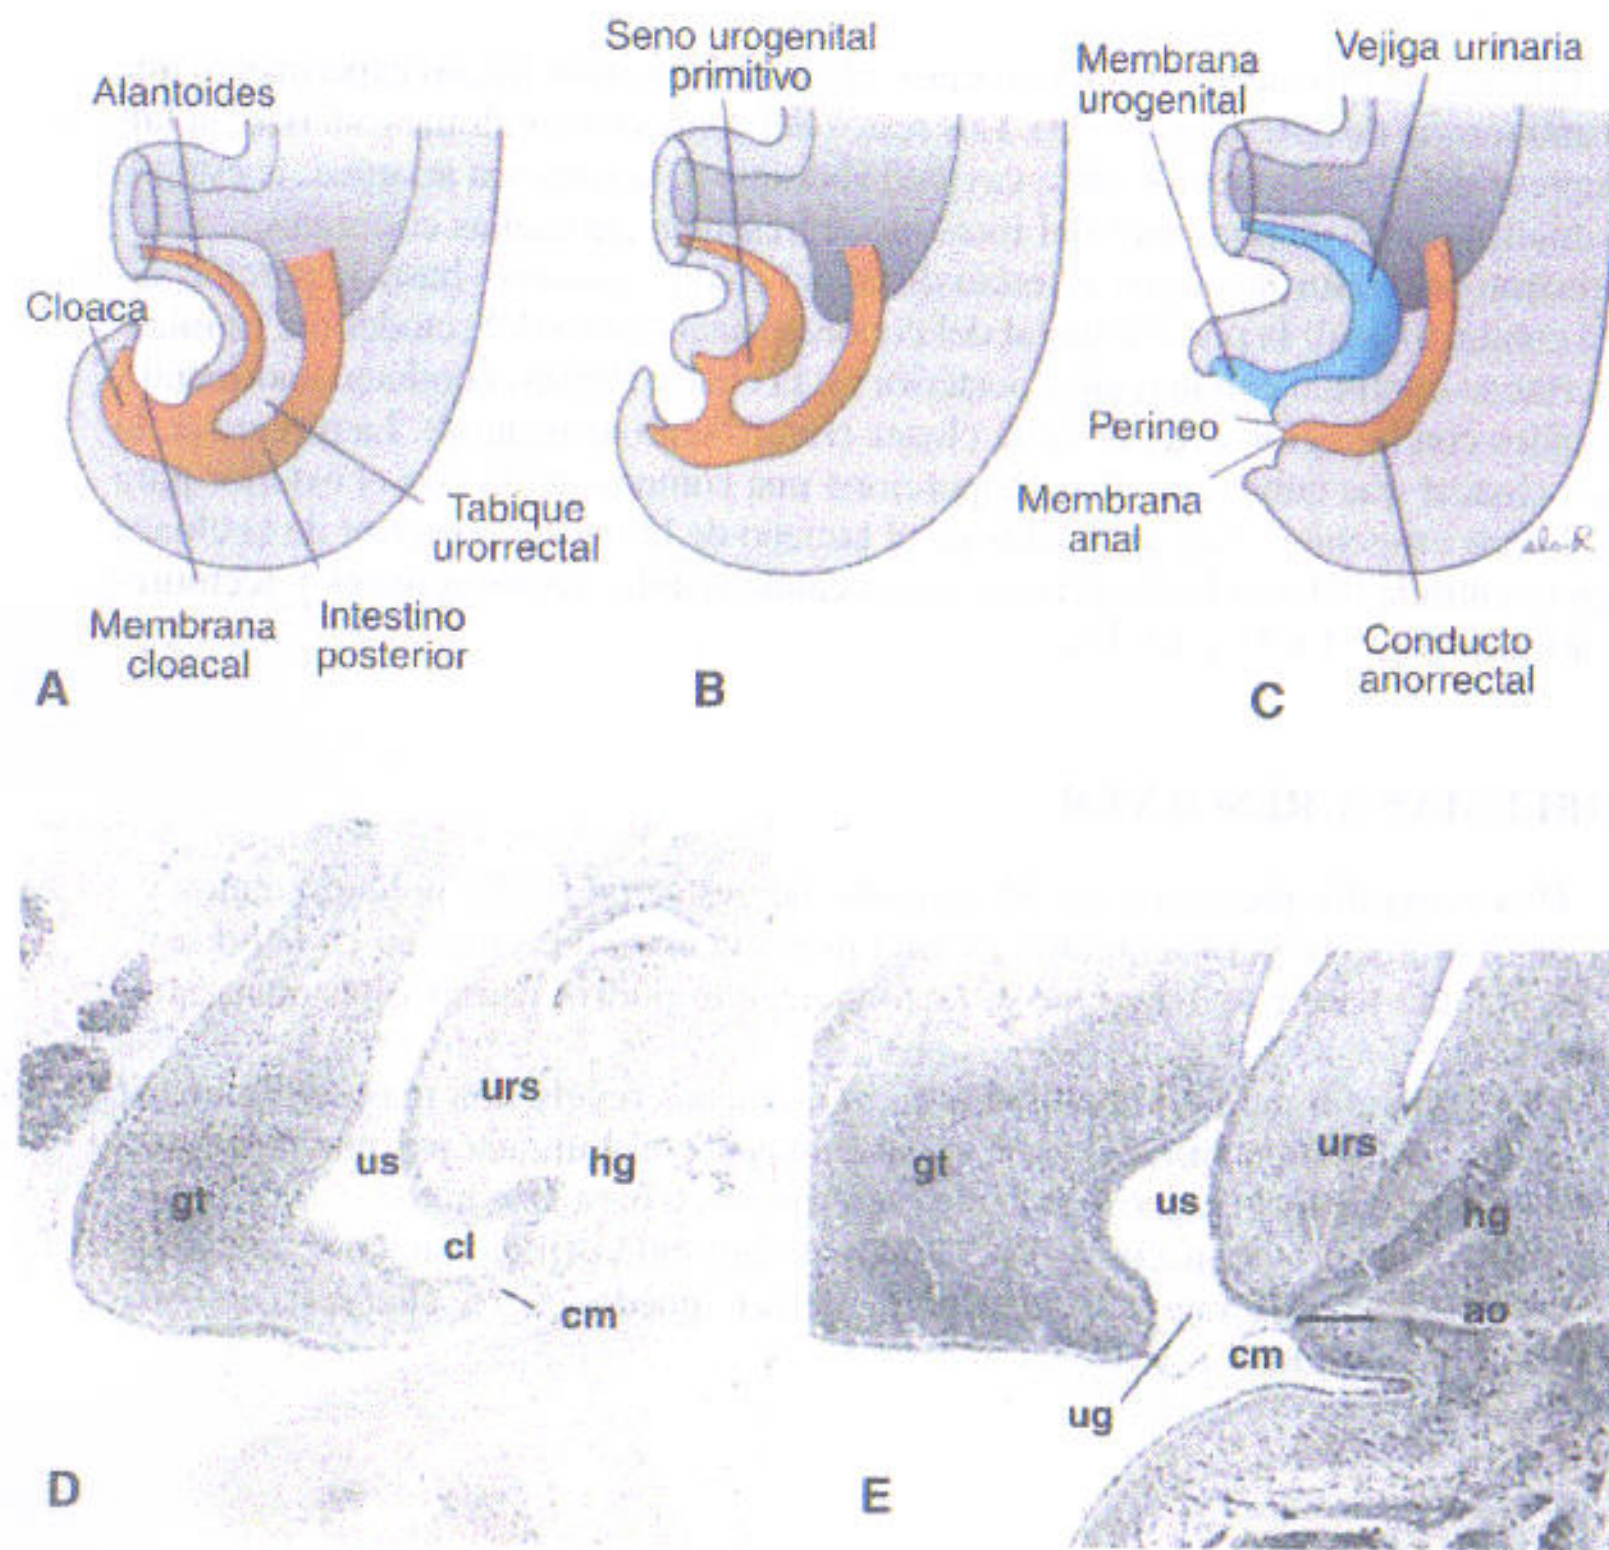 Alantoides
Cloaca
Tabique
urorrectal
Membrana
cloacal
Intestino
posterior
A
Seno urogenital
primitivo
B
Membrana
urogenital
Vejiga urinaria
Perineo
Membrana
anal
Conducto
anorrectal
C
urs
us
hg
gt
cl
cm
D
urs
gt
us
hg
ao
cm
ug
E